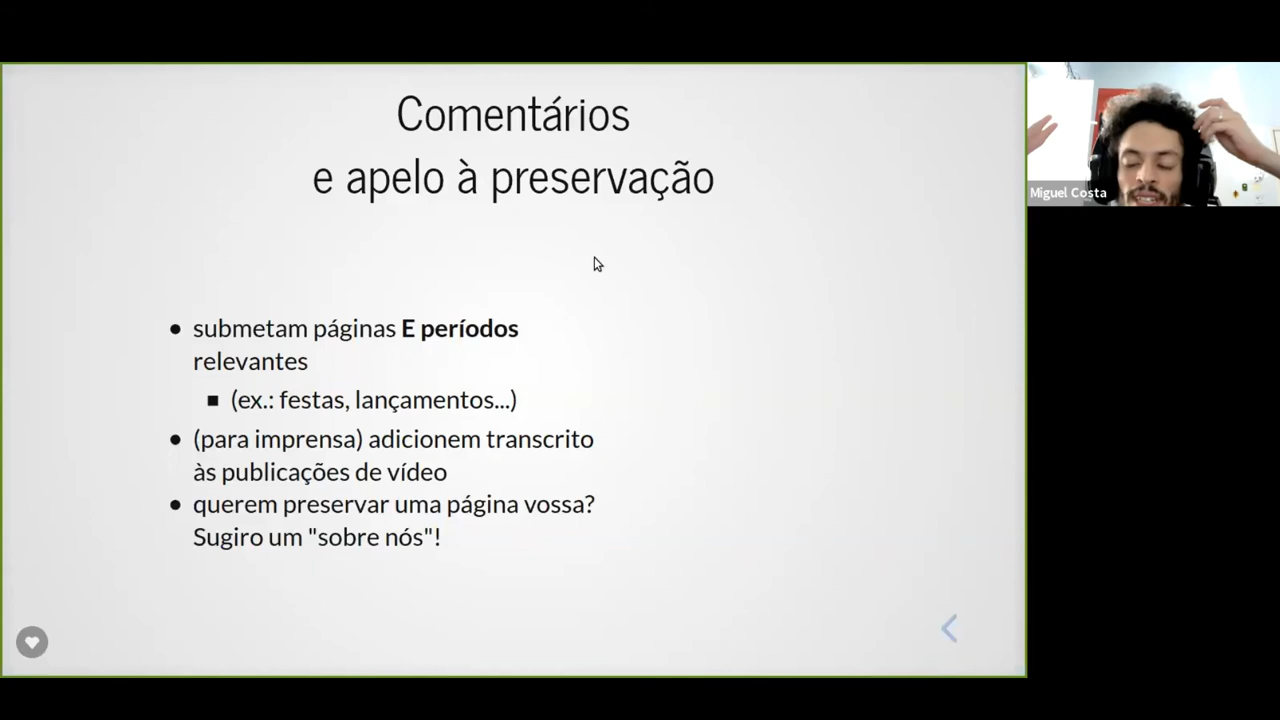 Comentários
e apelo à preservação
• submetam páginas E períodos
relevantes
▪ (ex.: festas, lançamentos...)
• (para imprensa) adicionem transcrito
às publicações de vídeo
• querem preservar uma página vossa?
Sugiro um "sobre nós"!
Miguel Costa